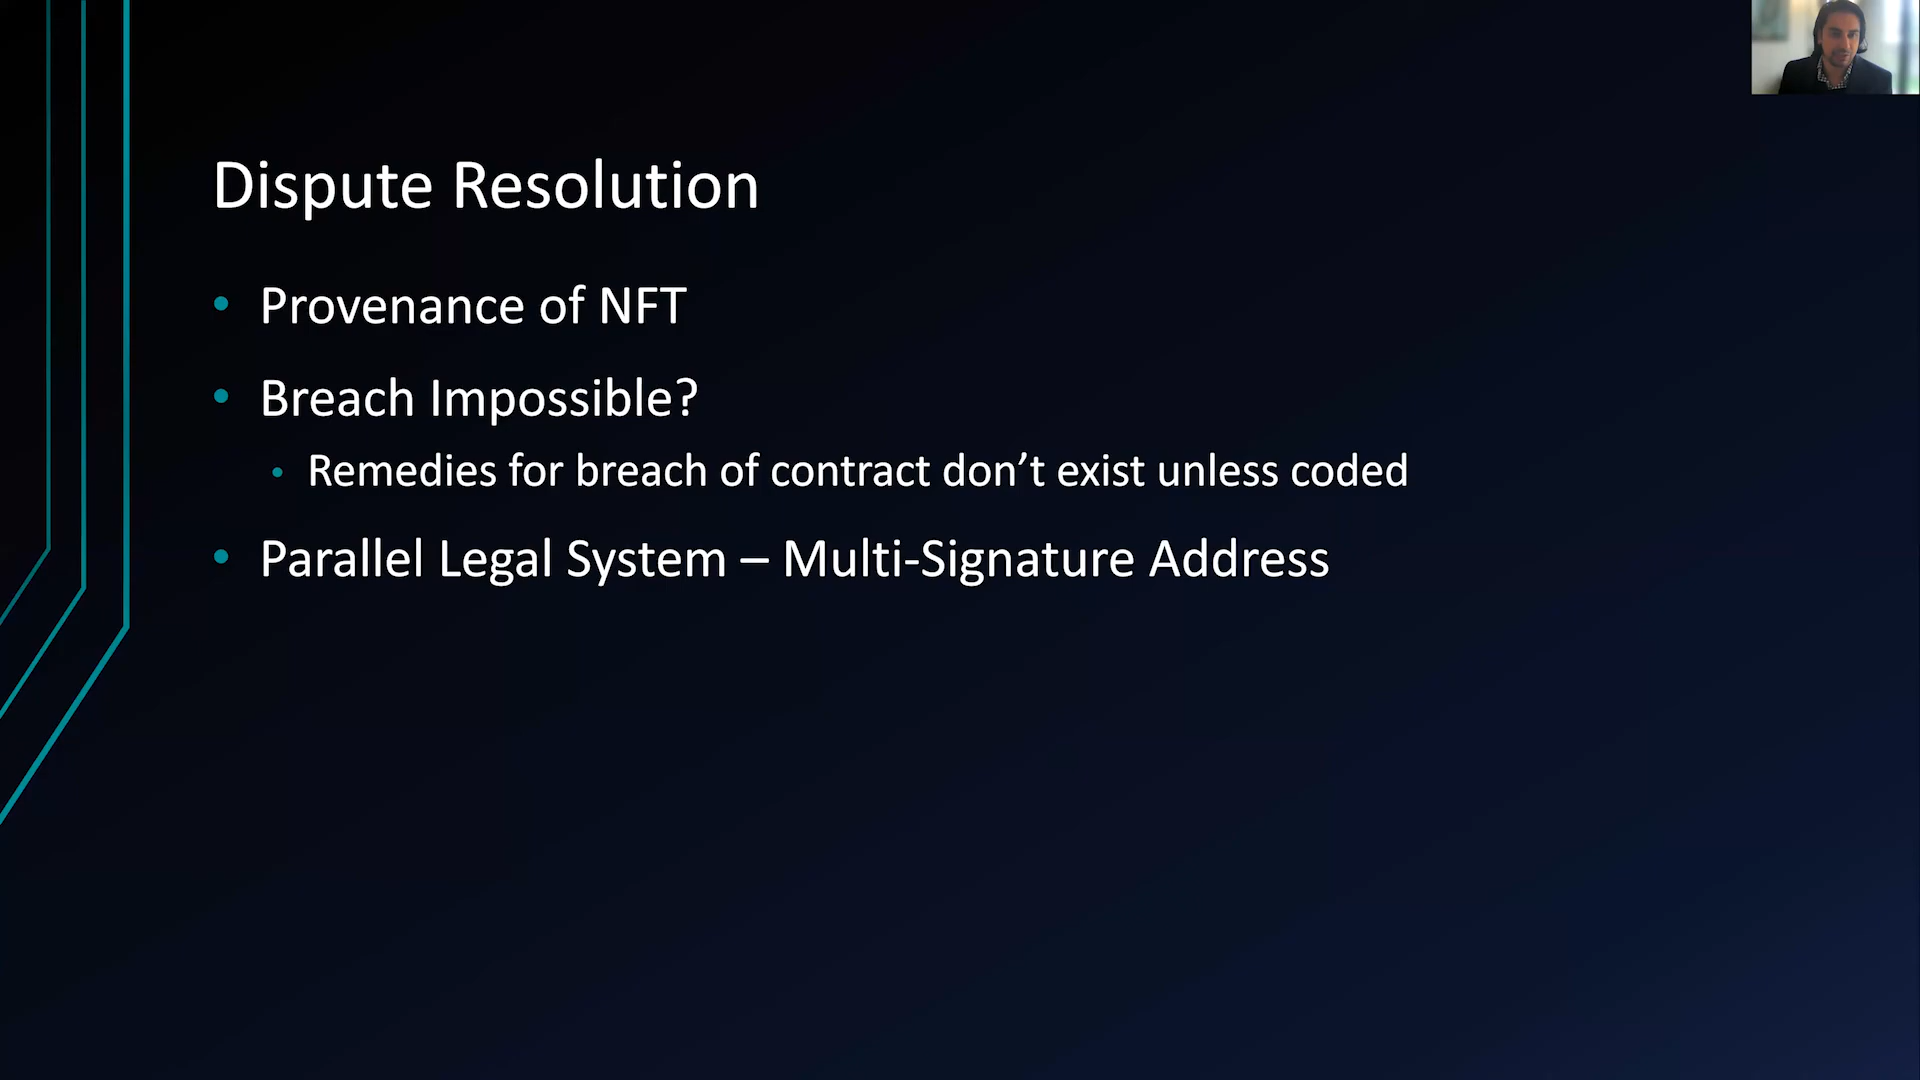 Dispute Resolution
• Provenance of NFT
• Breach Impossible?
• Remedies for breach of contract don’t exist unless coded
• Parallel Legal System – Multi-Signature Address